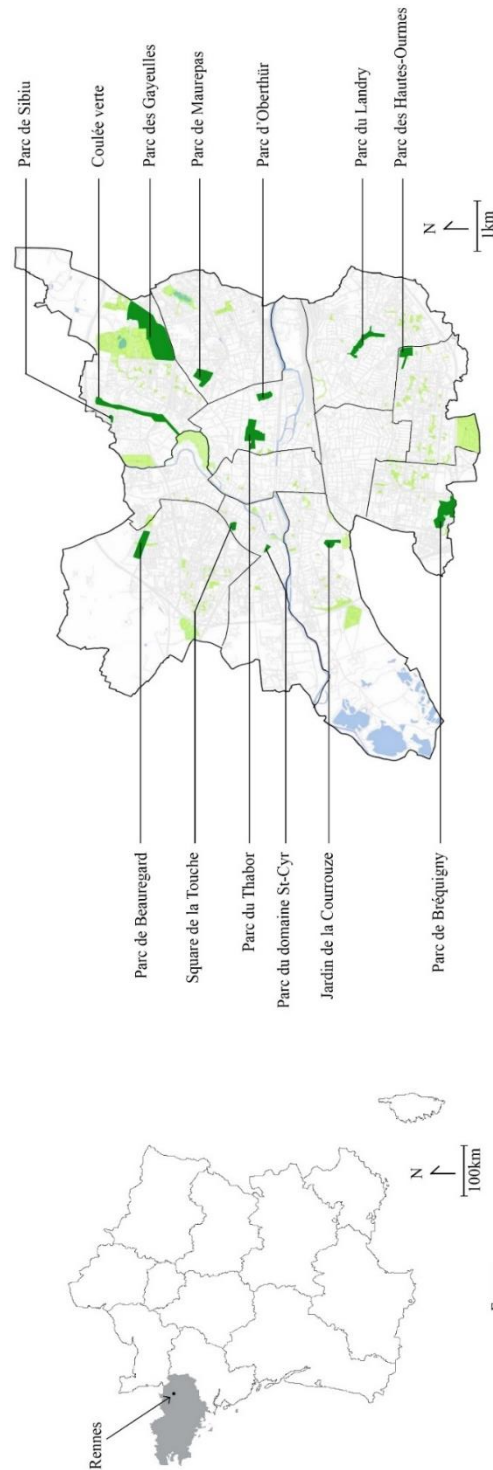 Rennes
N
100km
Parc de Beauregard
Square de la Touche
Parc du Thabor
Parc du domaine St-Cyr
Jardin de la Courrouze
Parc de Bréquigny
Parc de Sibiu
Coulée verte
Parc des Gayeulles
Parc de Maurepas
Parc d'Oberthür
Parc du Landry
Parc des Hautes-Ourmes
N
1km